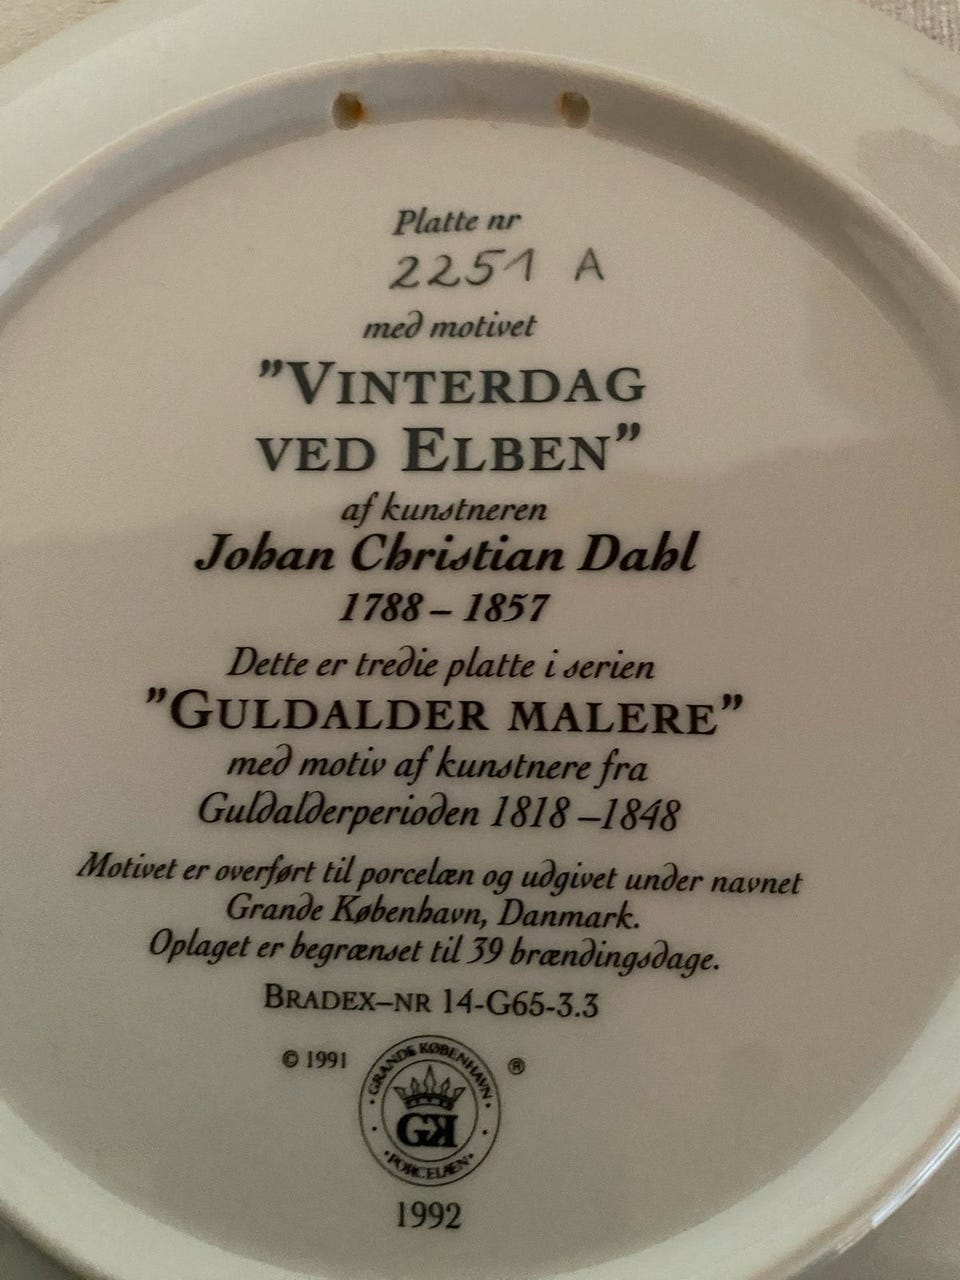 Platte nr
2251 A
med motivet
”VINTERDAG
VED ELBEN”
af kunstneren
Johan Christian Dahl
1788 – 1857
Dette er tredie platte i serien
”GULDALDER MALERE”
med motiv af kunstnere fra
Guldalderperioden 1818 –1848
Motivet er overført til porcelæn og udgivet under navnet
Grande København, Danmark.
Oplaget er begrænset til 39 brændingsdage.
BRADEX–NR 14-G65-3.3
© 1991
GRANDE KØBENHAVN
®
GK
PORCELÆN
1992